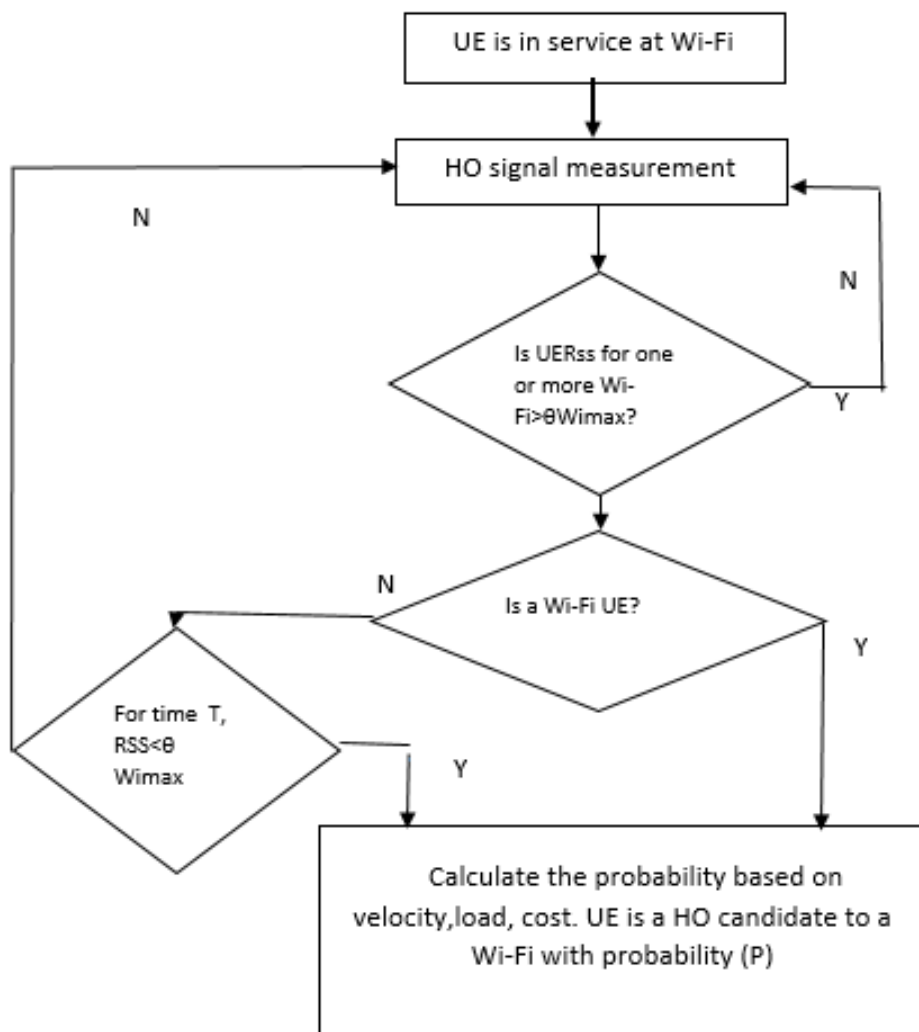 UE is in service at Wi-Fi
HO signal measurement
N
N
Is UERss for one
or more Wi-
Fi>θWimax?
Y
N
Is a Wi-Fi UE?
Y
For time T,
RSS<θ
Wimax
Y
Calculate the probability based on
velocity,load, cost. UE is a HO candidate to a
Wi-Fi with probability (P)